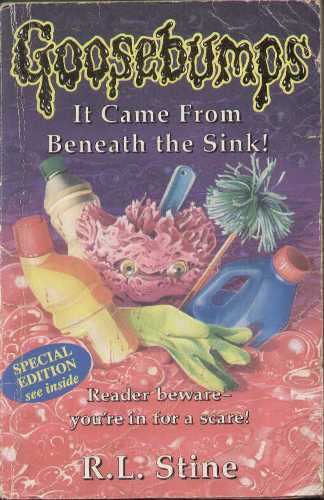 Goosebumps
It Came From
Beneath the Sink!
SPECIAL
EDITION
see inside
Reader beware–
you're in for a scare!
R.L. Stine